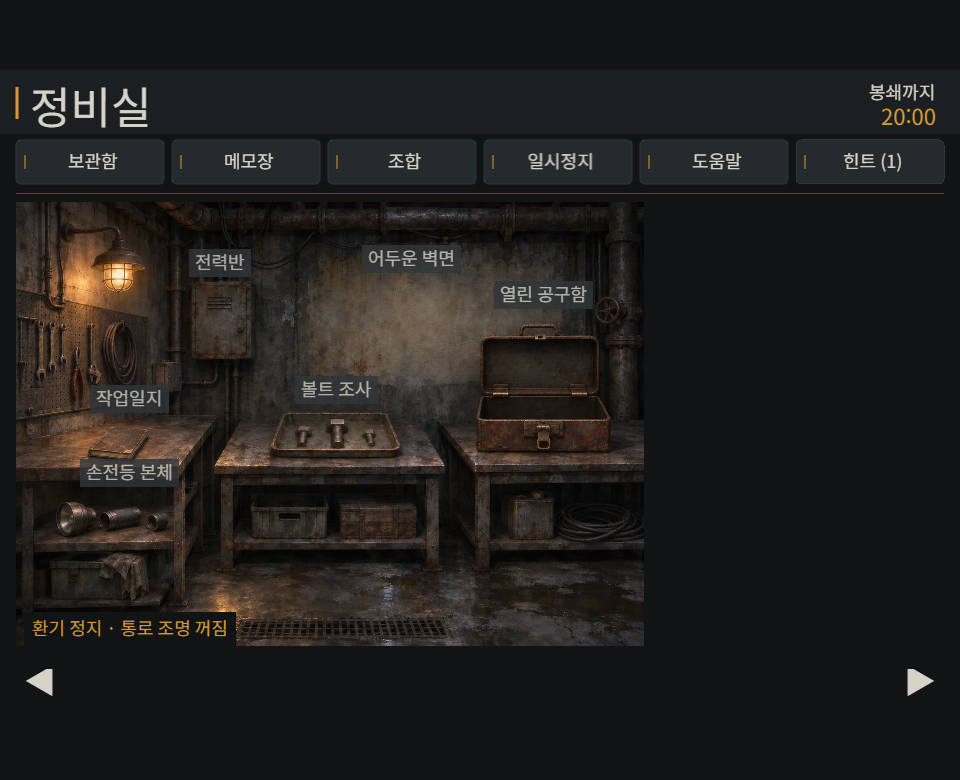 정비실
봉쇄까지
20:00
보관함
메모장
조합
일시정지
도움말
힌트 (1)
전력반
어두운 벽면
열린 공구함
볼트 조사
작업일지
손전등 본체
환기 정지 · 통로 조명 꺼짐